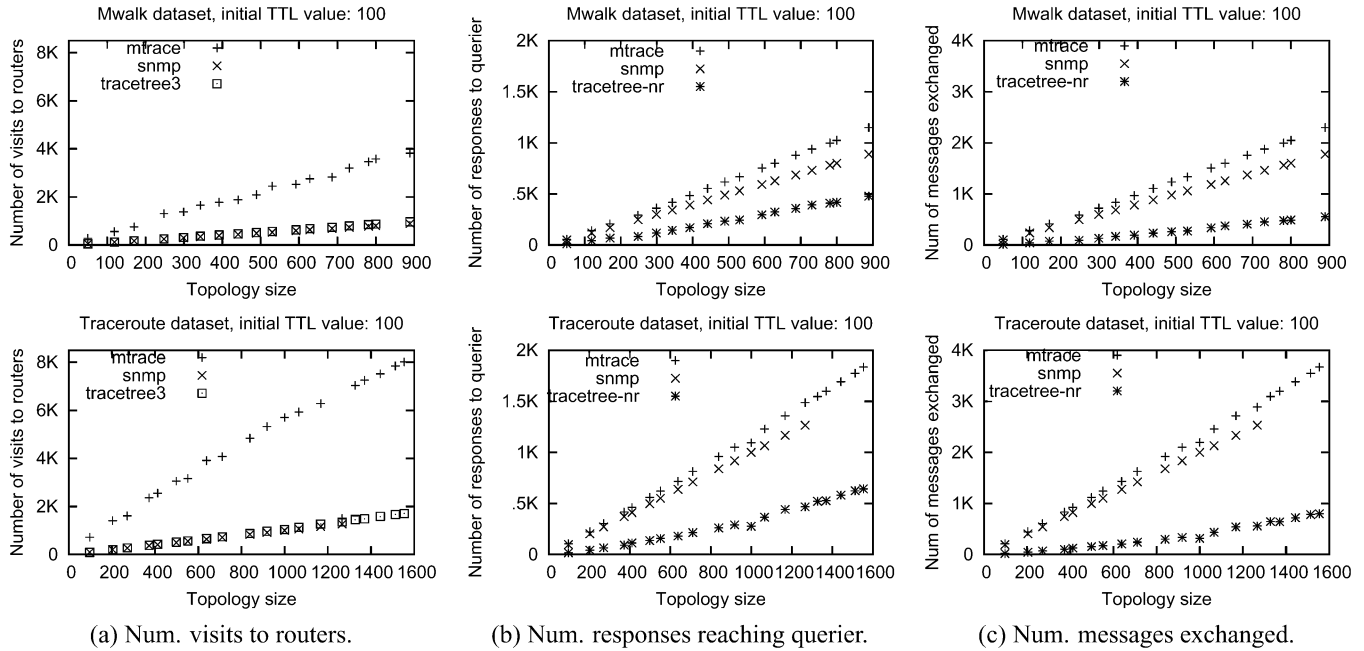 Mwalk dataset, initial TTL value: 100
Number of visits to routers
8K
6K
4K
2K
0
mtrace
snmp
tracetree3
0 100 200 300 400 500 600 700 800 900
Topology size
Mwalk dataset, initial TTL value: 100
Number of responses to querier
2K
1.5K
1K
.5K
0
mtrace
snmp
tracetree-nr
0 100 200 300 400 500 600 700 800 900
Topology size
Mwalk dataset, initial TTL value: 100
Num of messages exchanged
4K
3K
2K
1K
0
mtrace
snmp
tracetree-nr
0 100 200 300 400 500 600 700 800 900
Topology size
Traceroute dataset, initial TTL value: 100
Number of visits to routers
8K
6K
4K
2K
0
mtrace
snmp
tracetree3
0 200 400 600 800 1000 1200 1400 1600
Topology size
(a) Num. visits to routers.
Traceroute dataset, initial TTL value: 100
Number of responses to querier
2K
1.5K
1K
.5K
0
mtrace
snmp
tracetree-nr
0 200 400 600 800 1000 1200 1400 1600
Topology size
(b) Num. responses reaching querier.
Traceroute dataset, initial TTL value: 100
Num of messages exchanged
4K
3K
2K
1K
0
mtrace
snmp
tracetree-nr
0 200 400 600 800 1000 1200 1400 1600
Topology size
(c) Num. messages exchanged.